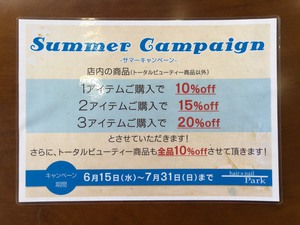 Summer Campaign
-サマーキャンペーン-
店内の商品(トータルビューティー商品以外)
1アイテムご購入で 10%off
2アイテムご購入で 15%off
3アイテムご購入で 20%off
とさせていただきます!
さらに、トータルビューティー商品も全品10%offさせて頂きます!
キャンペーン
期間
6月15日(水)~7月31日(日)まで
hair&nail
Park